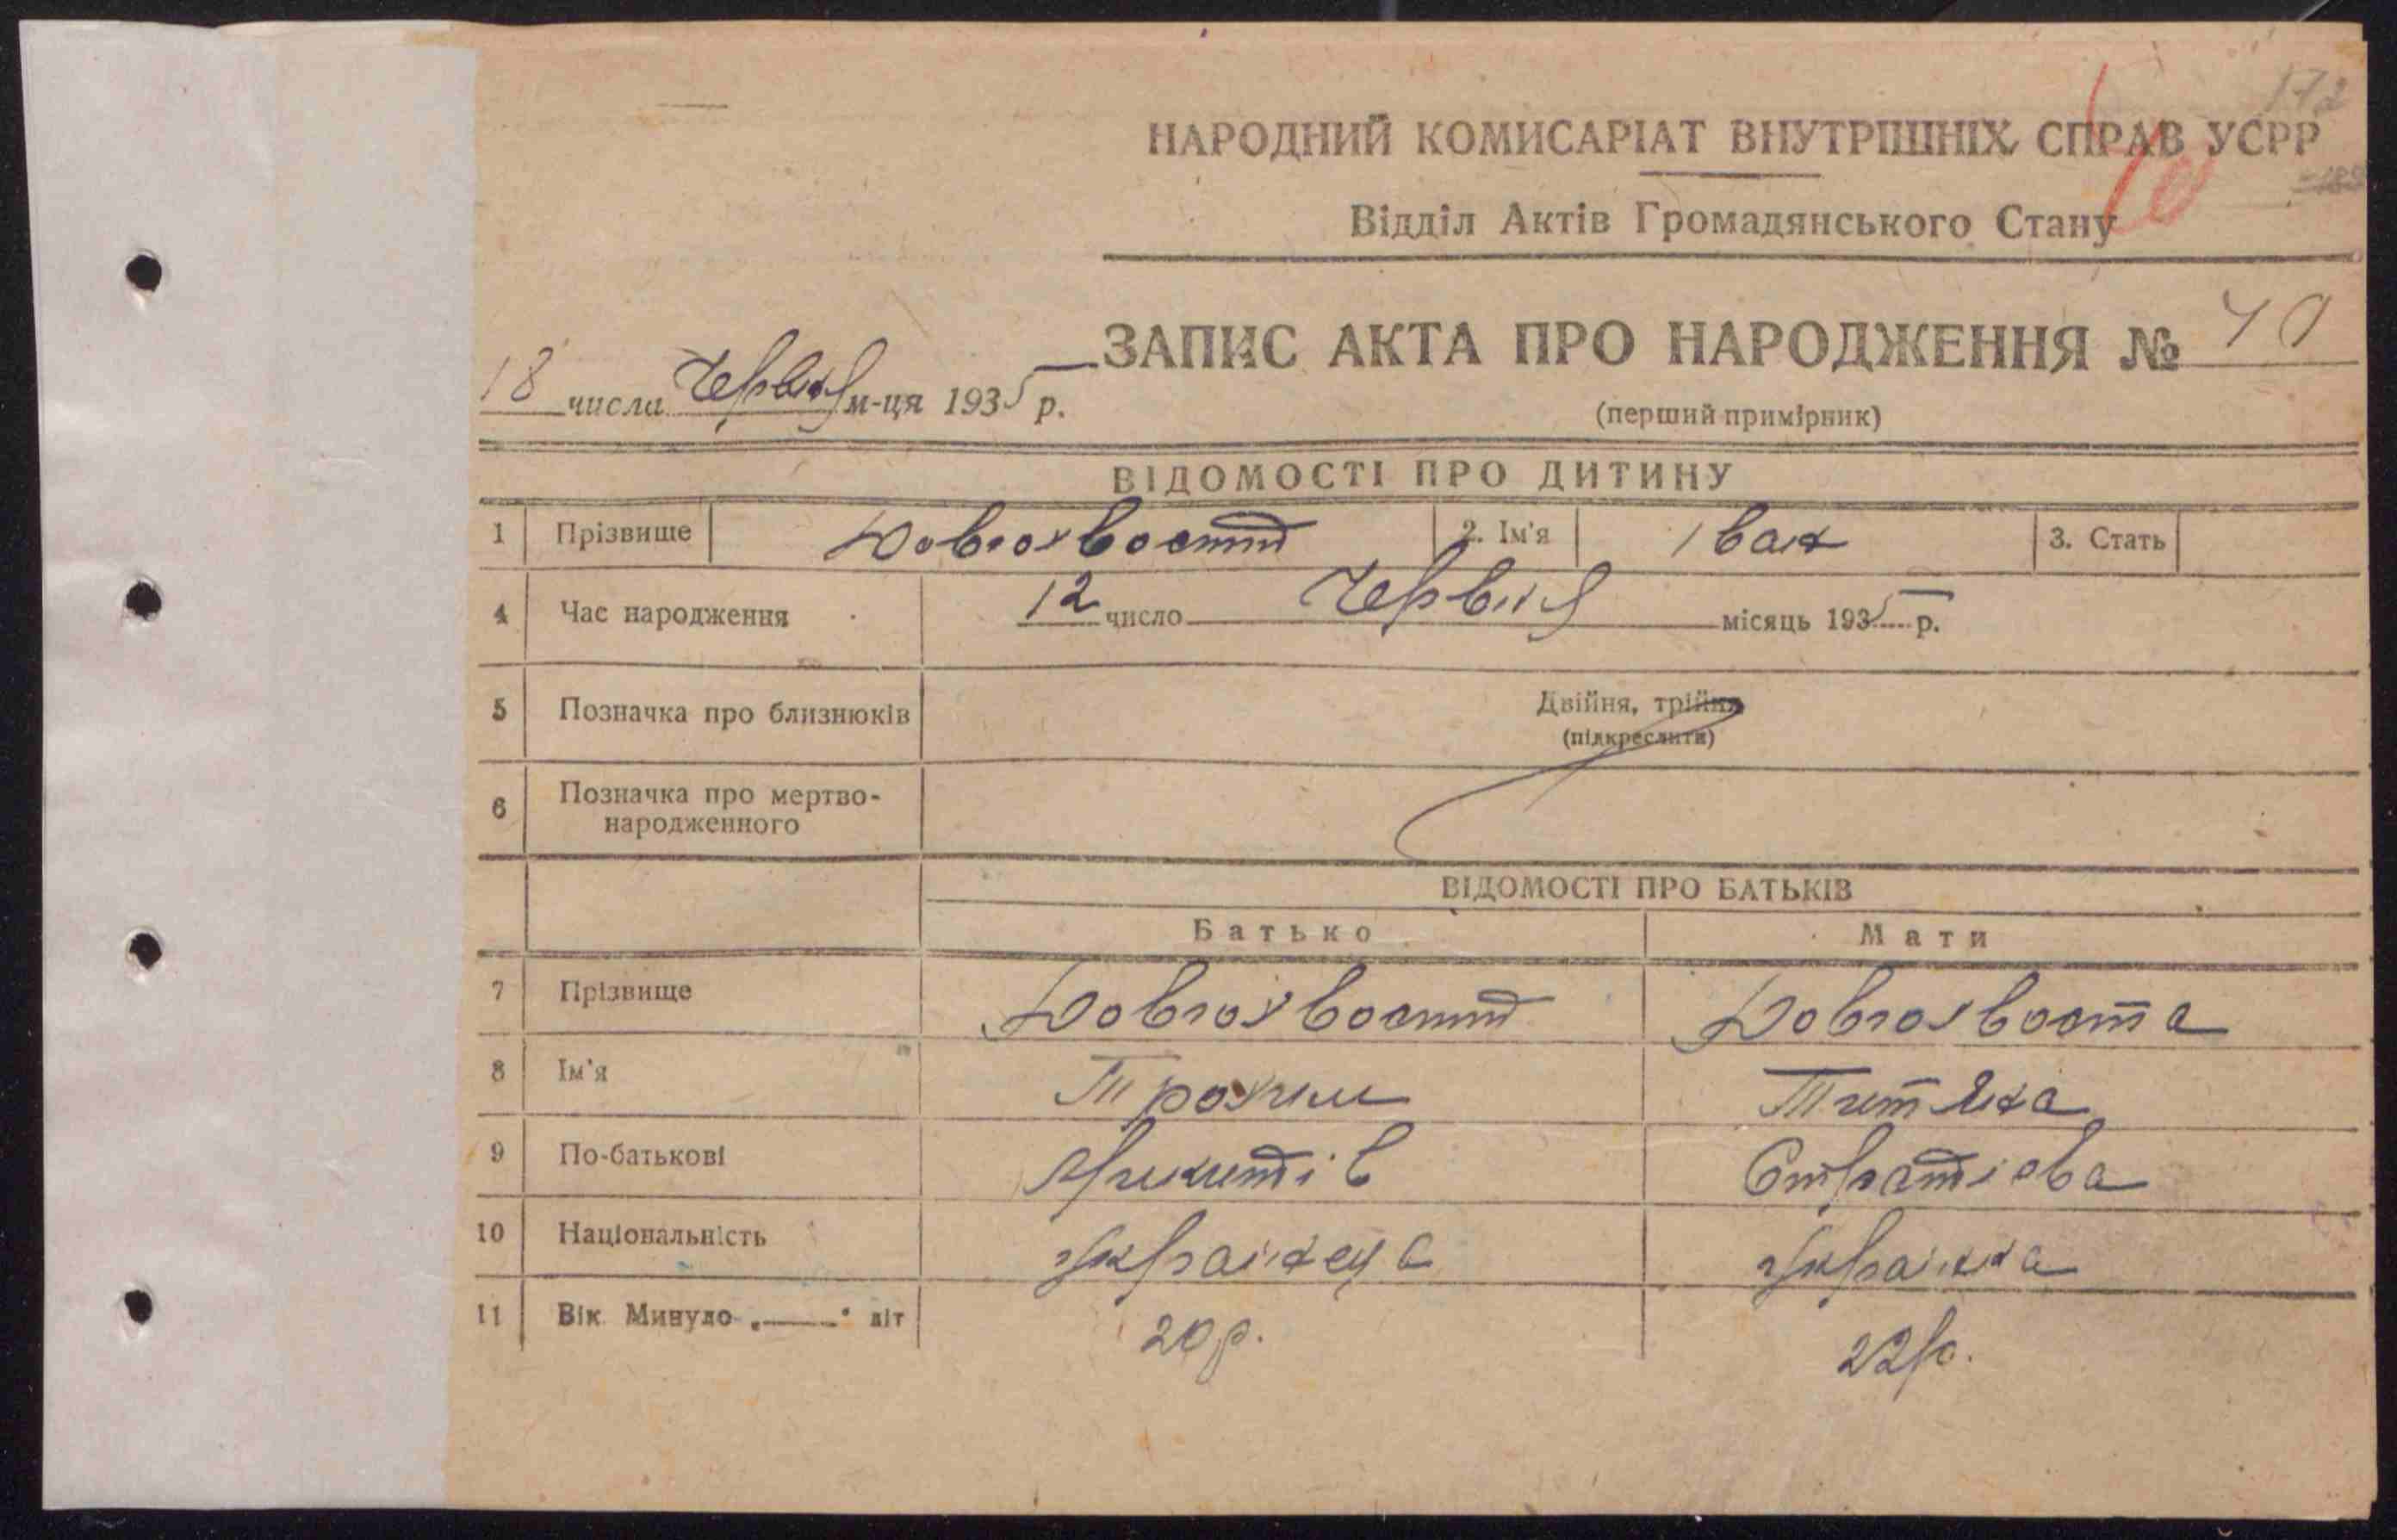 172
НАРОДНИЙ КОМИСАРІАТ ВНУТРІШНІХ СПРАВ УСРР
Відділ Актів Громадянського Стану
ЗАПИС АКТА ПРО НАРОДЖЕННЯ №
18 числа Червня м-ця 1935 р.
(перший примірник)
ВІДОМОСТІ ПРО ДИТИНУ
1 Прізвище Довгохвостий 2. Ім'я Іван 3. Стать
4 Час народження 12 число Червня місяць 1935 р.
5 Позначка про близнюків Двійня, трійня
(підкреслити)
6 Позначка про мертво-
народженного
ВІДОМОСТІ ПРО БАТЬКІВ
Батько Мати
7 Прізвище Довгохвостий Довгохвоста
8 Ім'я Трохим Титяна
9 По-батькові Микитів
10 Національність українець українка
11 Вік. Минуло „——“ літ 20 р. 22 р.